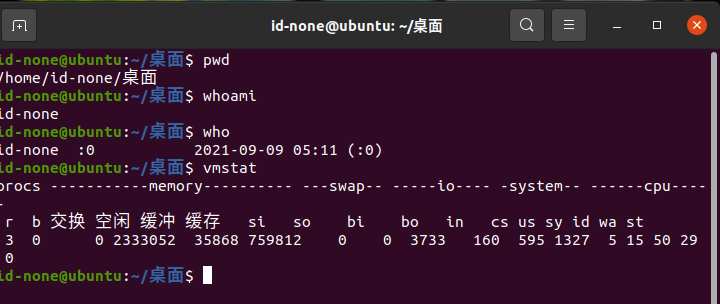 id-none@ubuntu: ~/桌面
id-none@ubuntu:~/桌面$ pwd
/home/id-none/桌面
id-none@ubuntu:~/桌面$ whoami
id-none
id-none@ubuntu:~/桌面$ who
id-none  :0           2021-09-09 05:11 (:0)
id-none@ubuntu:~/桌面$ vmstat
procs -----------memory---------- ---swap-- -----io---- -system-- ------cpu----
-
 r  b 交换 空闲 缓冲 缓存   si   so    bi    bo   in   cs us sy id wa st
 3  0      0 2333052  35868 759812    0    0  3733   160  595 1327  5 15 50 29
 0
id-none@ubuntu:~/桌面$